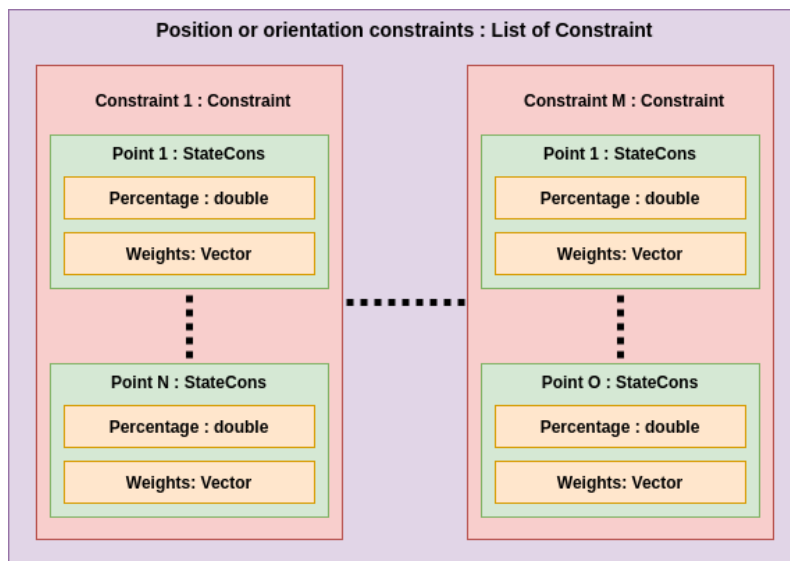 Position or orientation constraints : List of Constraint
Constraint 1 : Constraint
Point 1 : StateCons
Percentage : double
Weights: Vector
Point N : StateCons
Percentage : double
Weights: Vector
Constraint M : Constraint
Point 1 : StateCons
Percentage : double
Weights: Vector
Point O : StateCons
Percentage : double
Weights: Vector